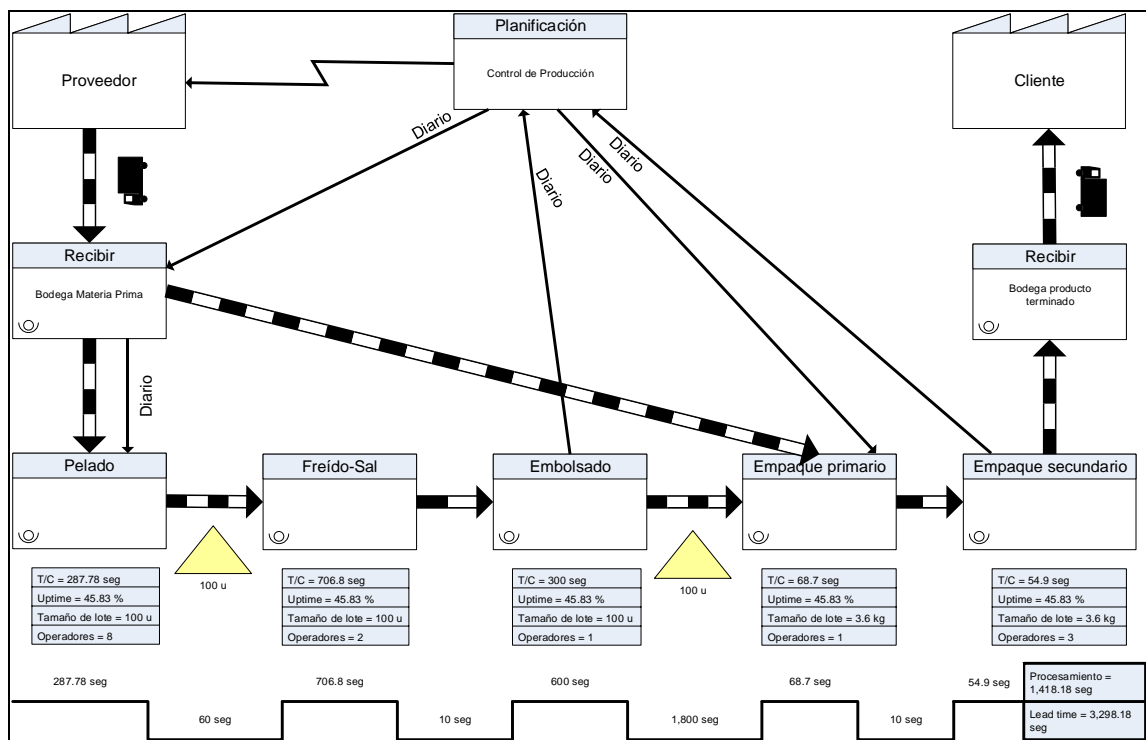 Planificación
Control de Producción
Proveedor
Cliente
Diario
Diario
Diario
Diario
Recibir
Bodega Materia Prima
Recibir
Bodega producto
terminado
Diario
Pelado
Freído-Sal
Embolsado
Empaque primario
Empaque secundario
100 u
100 u
T/C = 287.78 seg
Uptime = 45.83 %
Tamaño de lote = 100 u
Operadores = 8
T/C = 706.8 seg
Uptime = 45.83 %
Tamaño de lote = 100 u
Operadores = 2
T/C = 300 seg
Uptime = 45.83 %
Tamaño de lote = 100 u
Operadores = 1
T/C = 68.7 seg
Uptime = 45.83 %
Tamaño de lote = 3.6 kg
Operadores = 1
T/C = 54.9 seg
Uptime = 45.83 %
Tamaño de lote = 3.6 kg
Operadores = 3
287.78 seg
60 seg
706.8 seg
10 seg
600 seg
1,800 seg
68.7 seg
10 seg
54.9 seg
Procesamiento =
1,418.18 seg
Lead time = 3,298.18
seg